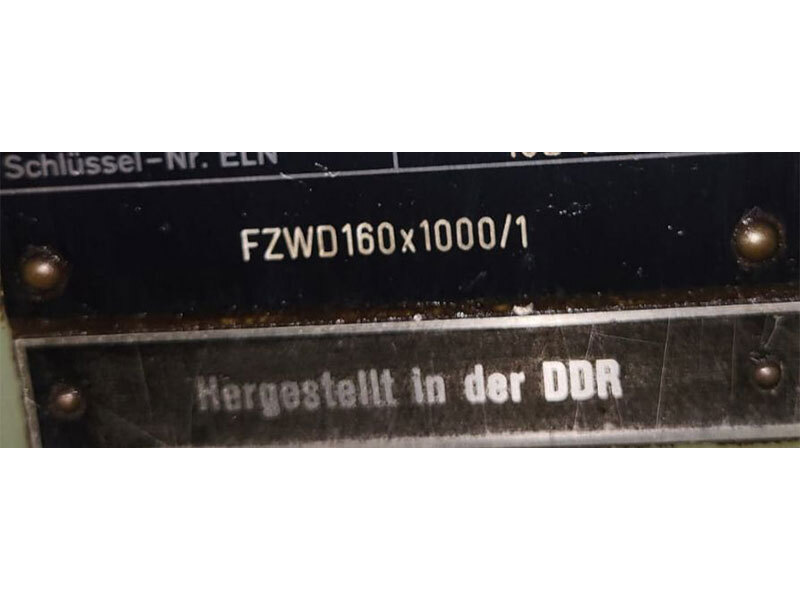 Schlüssel-Nr. ELN
FZWD160x1000/1
Hergestellt in der DDR